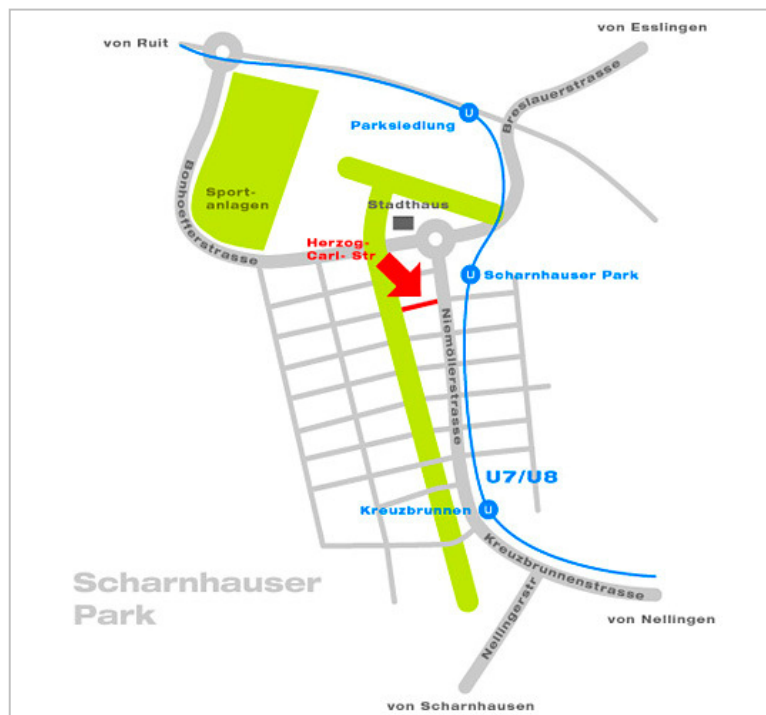 von Esslingen
von Ruit
Breslauerstrasse
U
Parksiedlung
Bonhoefferstrasse
Sport-
anlagen
Stadthaus
Herzog-
Carl- Str
U
Scharnhauser Park
Niemöllerstrasse
U7/U8
Kreuzbrunnen
U
Kreuzbrunnenstrasse
Scharnhauser
Park
Nellingerstr
von Nellingen
von Scharnhausen